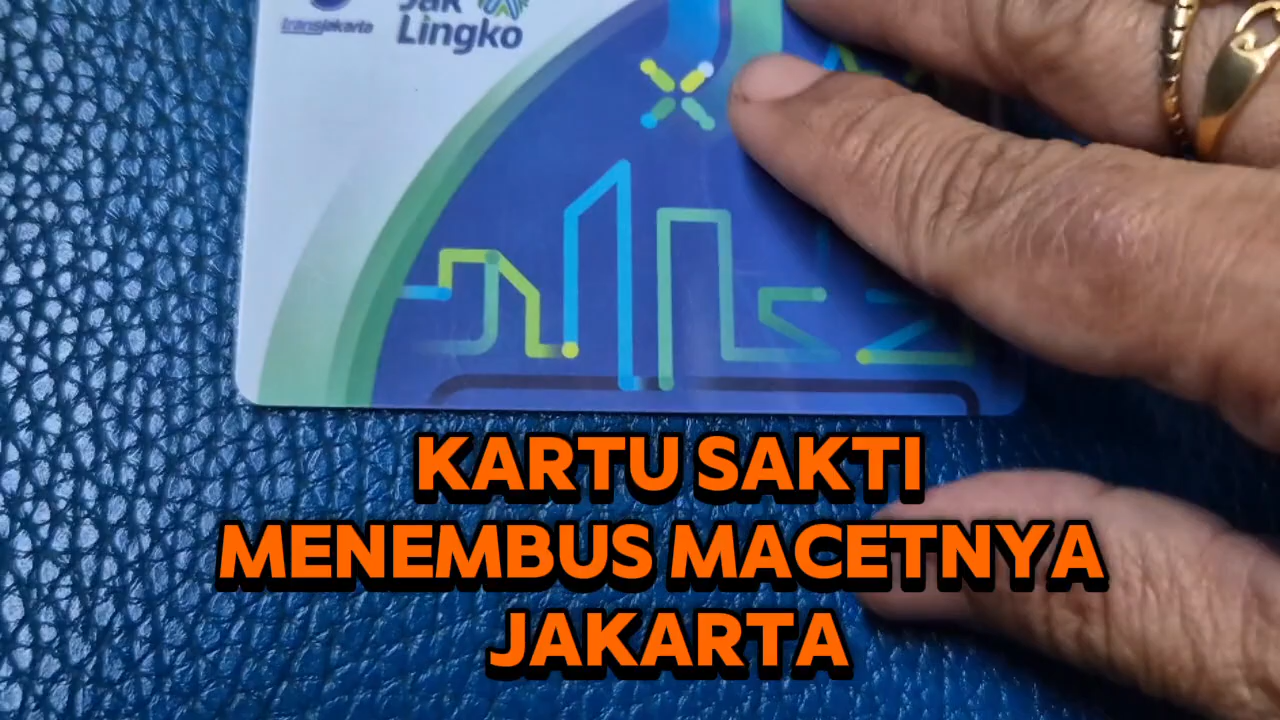 transjakarta
Jak
Lingko
KARTU SAKTI
MENEMBUS MACETNYA
JAKARTA